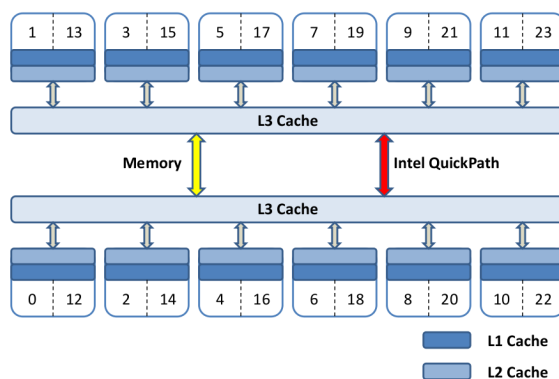 1 13 3 15 5 17 7 19 9 21 11 23
L3 Cache
Memory Intel QuickPath
L3 Cache
0 12 2 14 4 16 6 18 8 20 10 22
L1 Cache
L2 Cache